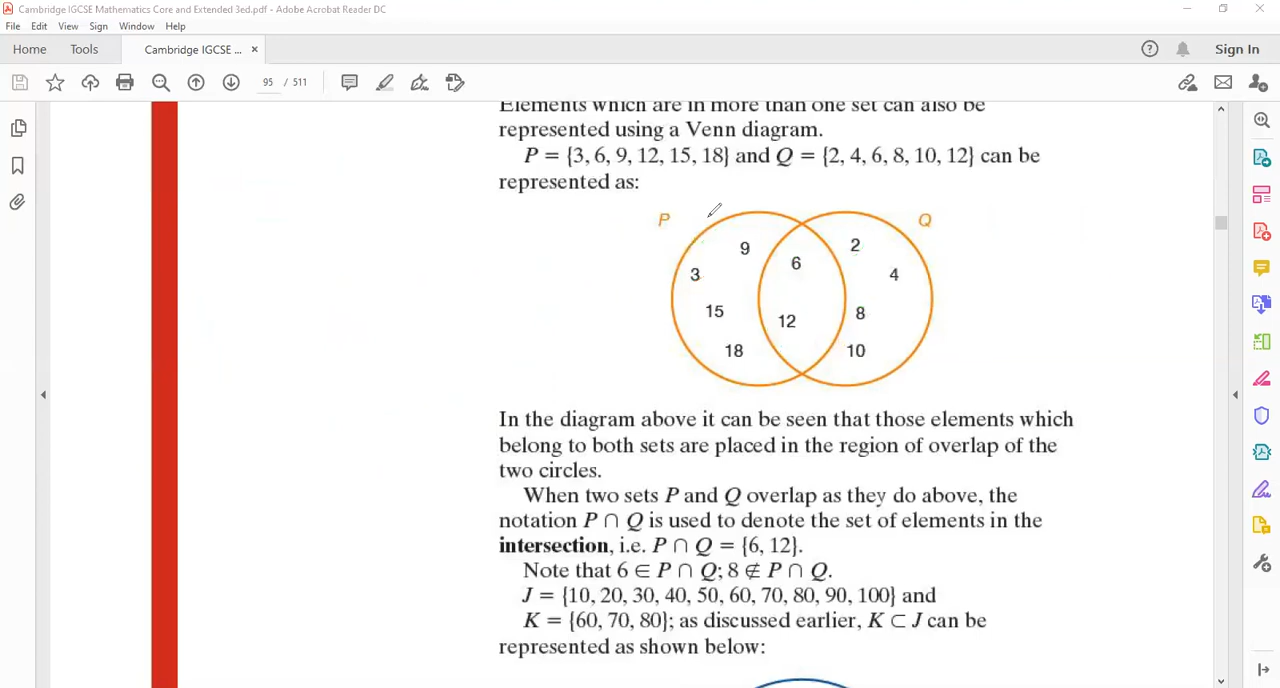 Cambridge IGCSE Mathematics Core and Extended 3ed.pdf - Adobe Acrobat Reader DC
File Edit View Sign Window Help
Home Tools Cambridge IGCSE ... × Sign In
95 / 511
Elements which are in more than one set can also be
represented using a Venn diagram.
P = {3, 6, 9, 12, 15, 18} and Q = {2, 4, 6, 8, 10, 12} can be
represented as:
P Q
9 6 2
3 4
15 12 8
18 10
In the diagram above it can be seen that those elements which
belong to both sets are placed in the region of overlap of the
two circles.
When two sets P and Q overlap as they do above, the
notation P ∩ Q is used to denote the set of elements in the
intersection, i.e. P ∩ Q = {6, 12}.
Note that 6 ∈ P ∩ Q; 8 ∉ P ∩ Q.
J = {10, 20, 30, 40, 50, 60, 70, 80, 90, 100} and
K = {60, 70, 80}; as discussed earlier, K ⊂ J can be
represented as shown below: